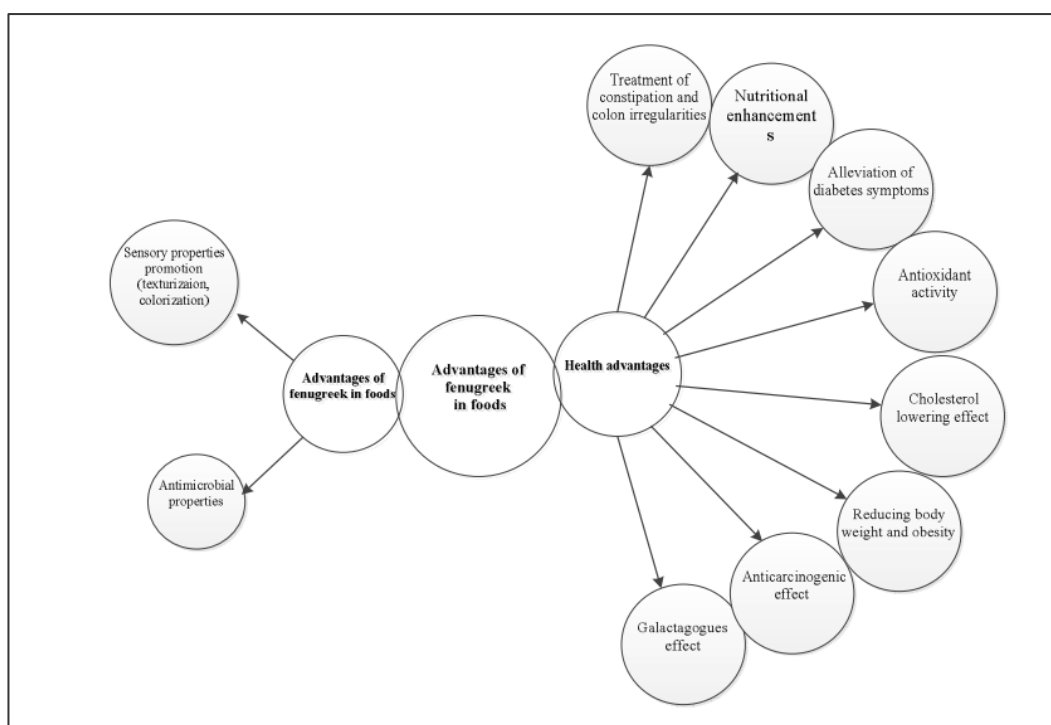 Treatment of
constipation and
colon irregularities
Nutritional
enhancement
s
Alleviation of
diabetes symptoms
Antioxidant
activity
Cholesterol
lowering effect
Reducing body
weight and obesity
Anticarcinogenic
effect
Galactagogues
effect
Health advantages
Advantages of
fenugreek
in foods
Advantages of
fenugreek in foods
Sensory properties
promotion
(texturizaion,
colorization)
Antimicrobial
properties